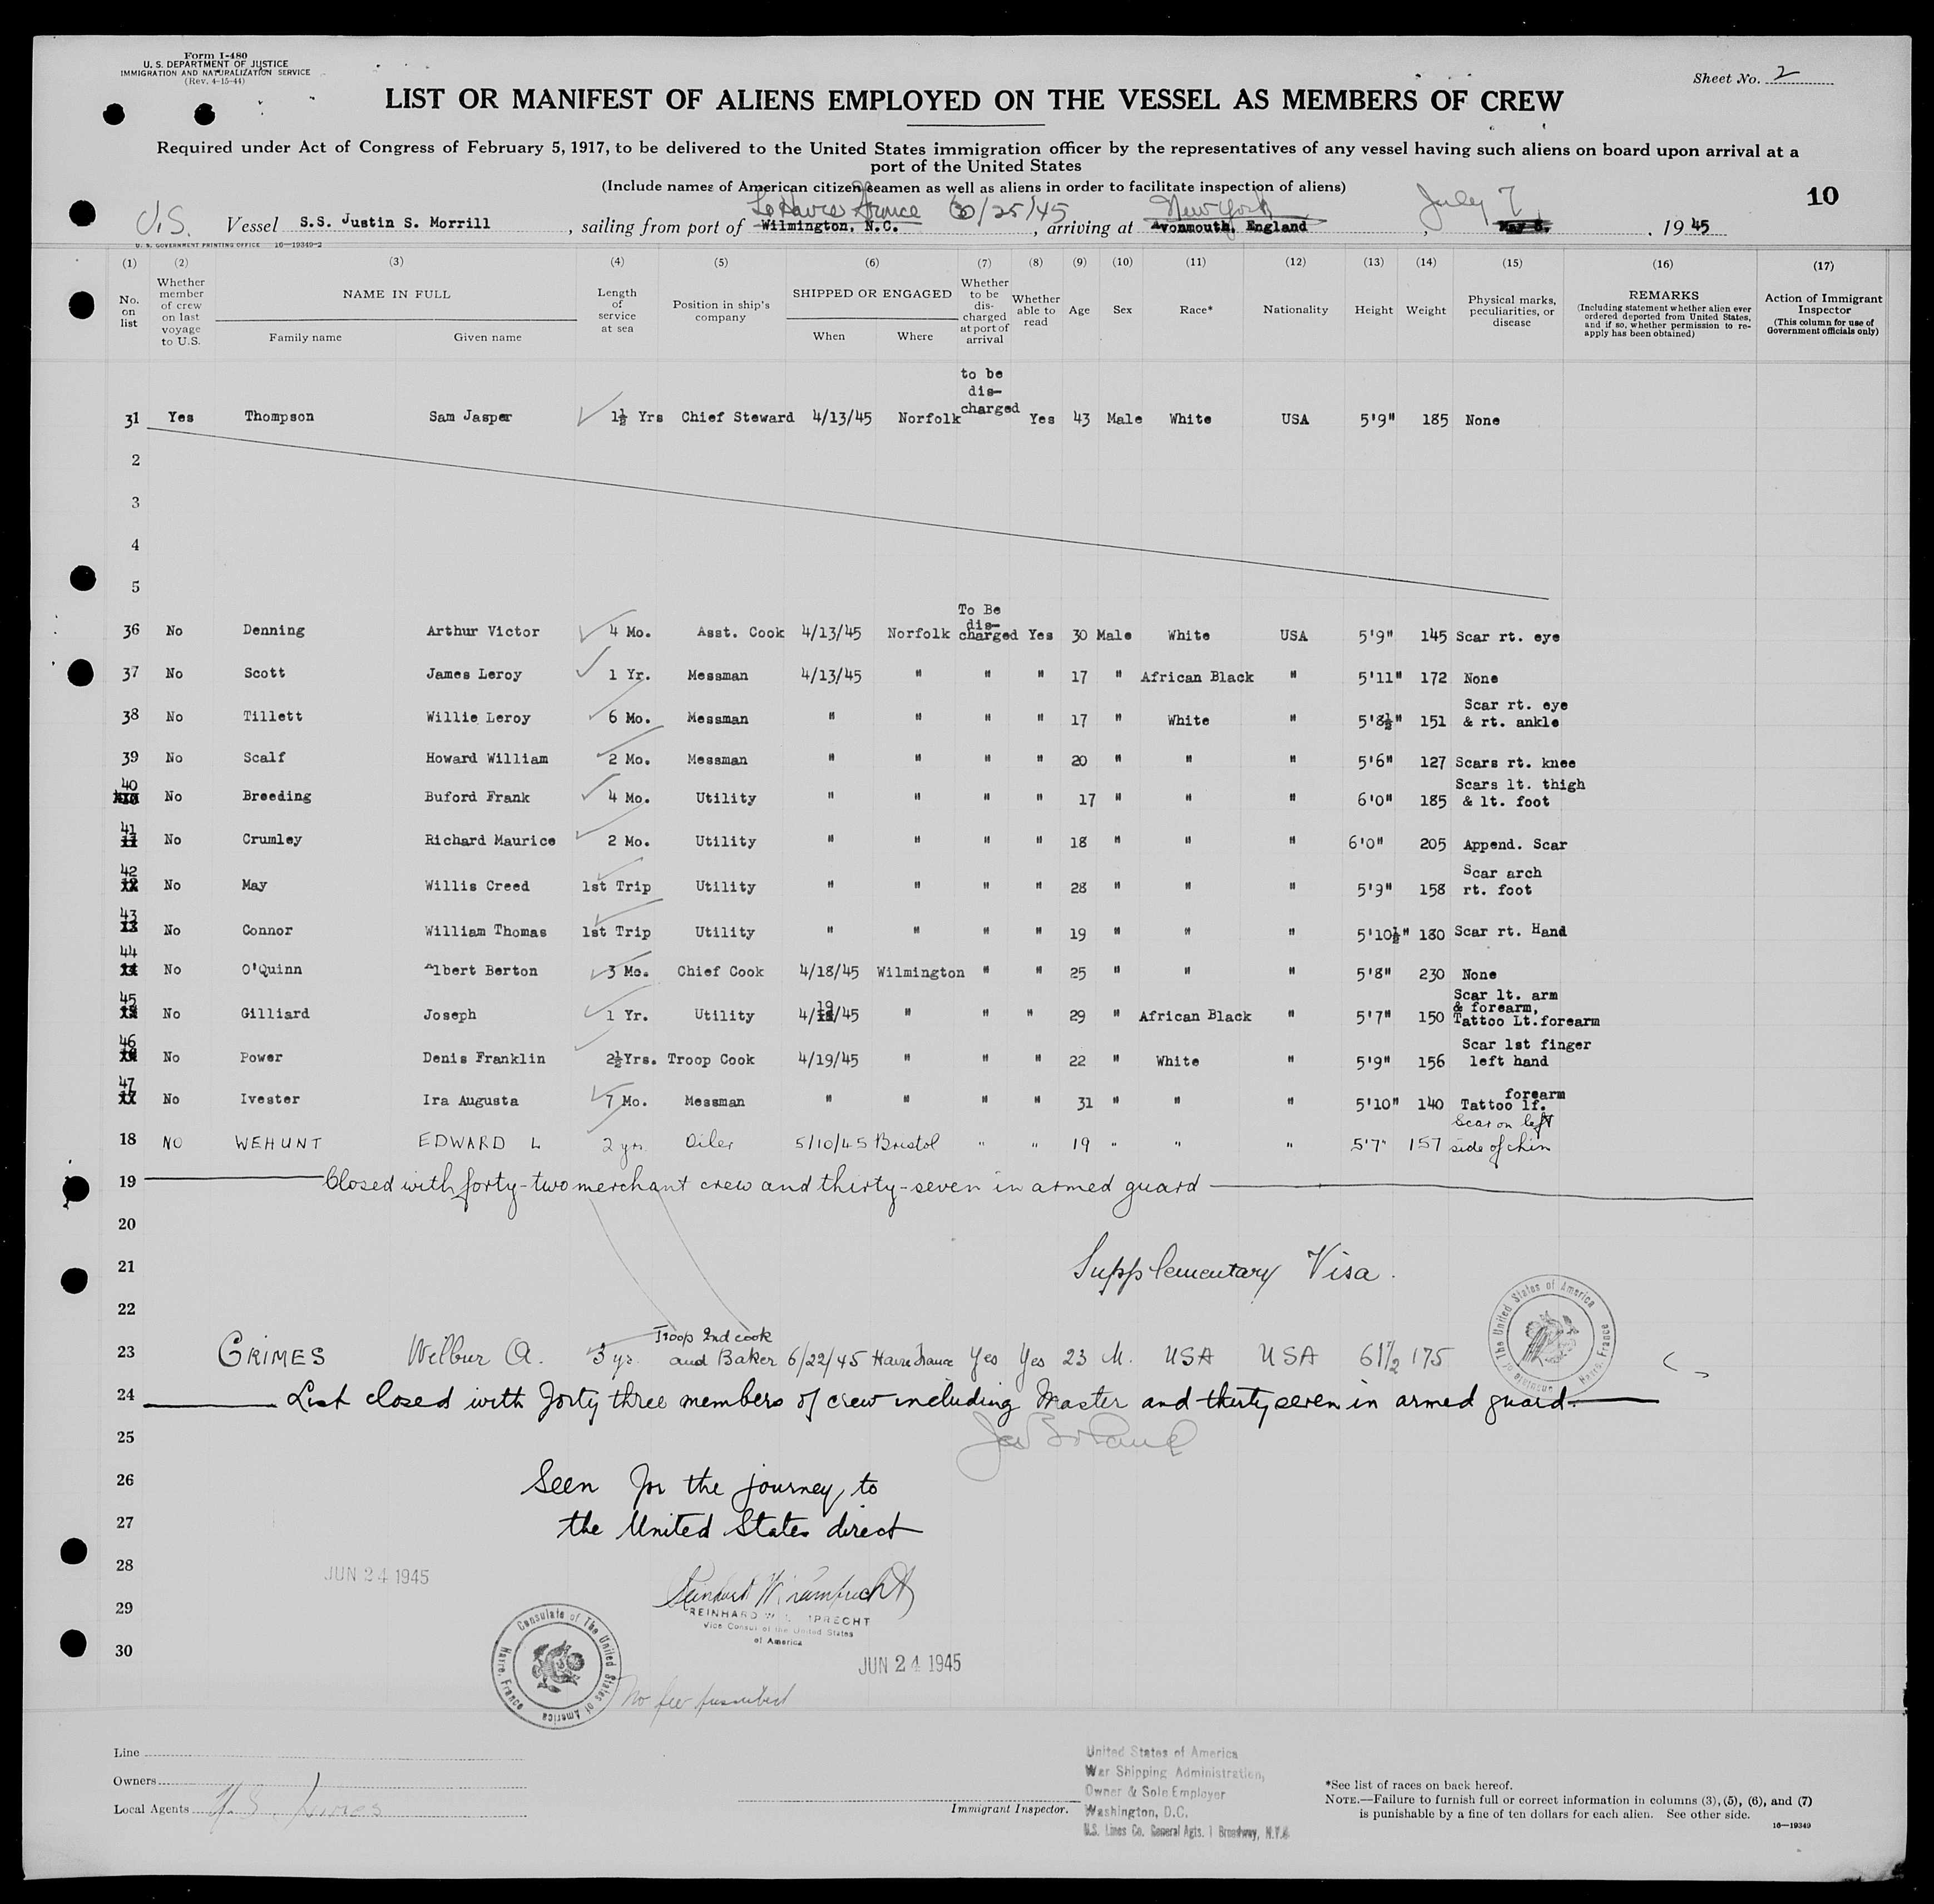 Form I-480
U. S. DEPARTMENT OF JUSTICE
IMMIGRATION AND NATURALIZATION SERVICE
(Rev. 4-15-44)
Sheet No. 2
LIST OR MANIFEST OF ALIENS EMPLOYED ON THE VESSEL AS MEMBERS OF CREW
Required under Act of Congress of February 5, 1917, to be delivered to the United States immigration officer by the representatives of any vessel having such aliens on board upon arrival at a
port of the United States
(Include names of American citizen seamen as well as aliens in order to facilitate inspection of aliens)
10
Le Havre France 6/25/45 New York July 7
U.S. Vessel S.S. Justin S. Morrill, sailing from port of Wilmington, N.C., arriving at Avonmouth, England, May 8, 1945
U. S. GOVERNMENT PRINTING OFFICE 16—19349-2
(1) (2) (3) (4) (5) (6) (7) (8) (9) (10) (11) (12) (13) (14) (15) (16) (17)
No. on list
Whether member of crew on last voyage to U.S.
NAME IN FULL
Family name Given name
Length of service at sea
Position in ship's company
SHIPPED OR ENGAGED
When Where
Whether to be discharged at port of arrival
Whether able to read
Age
Sex
Race*
Nationality
Height
Weight
Physical marks, peculiarities, or disease
REMARKS
(Including statement whether alien ever ordered deported from United States, and if so, whether permission to reapply has been obtained)
Action of Immigrant Inspector
(This column for use of Government officials only)
31 Yes Thompson Sam Jasper 1½ Yrs Chief Steward 4/13/45 Norfolk to be dis-charged Yes 43 Male White USA 5'9" 185 None
2
3
4
5
36 No Denning Arthur Victor 4 Mo. Asst. Cook 4/13/45 Norfolk To Be dis-charged Yes 30 Male White USA 5'9" 145 Scar rt. eye
37 No Scott James Leroy 1 Yr. Messman 4/13/45 " " " 17 " African Black " 5'11" 172 None
38 No Tillett Willie Leroy 6 Mo. Messman " " " " 17 " White " 5'8½" 151 Scar rt. eye & rt. ankle
39 No Scalf Howard William 2 Mo. Messman " " " " 20 " " " 5'6" 127 Scars rt. knee
40 No Breeding Buford Frank 4 Mo. Utility " " " " 17 " " " 6'0" 185 Scars lt. thigh & lt. foot
41 No Crumley Richard Maurice 2 Mo. Utility " " " " 18 " " " 6'0" 205 Append. Scar
42 No May Willis Creed 1st Trip Utility " " " " 28 " " " 5'9" 158 Scar arch rt. foot
43 No Connor William Thomas 1st Trip Utility " " " " 19 " " " 5'10½" 180 Scar rt. Hand
44 No O'Quinn Albert Berton 3 Mo. Chief Cook 4/18/45 Wilmington " " 25 " " " 5'8" 230 None
45 No Gilliard Joseph 1 Yr. Utility 4/19/45 " " " 29 " African Black " 5'7" 150 Scar lt. arm & forearm, Tattoo Lt.forearm
46 No Power Denis Franklin 2½Yrs. Troop Cook 4/19/45 " " " 22 " White " 5'9" 156 Scar 1st finger left hand
47 No Ivester Ira Augusta 7 Mo. Messman " " " " 31 " " " 5'10" 140 Tattoo lf. forearm
18 NO WEHUNT EDWARD L 2 yrs. Oiler 5/10/45 Bristol " " 19 " " " 5'7" 157 Scar on left side of chin
19 Closed with forty-two merchant crew and thirty-seven in armed guard
20
21 Supplementary Visa.
22
23 GRIMES Wilbur A. 3 yr. Troop 2nd cook and Baker 6/22/45 Havre France Yes Yes 23 M. USA USA 6 1½ 175
24 List closed with forty three members of crew including Master and thirty seven in armed guard.
25
26 Seen for the journey to
27 the United States direct
28 JUN 24 1945
29 REINHARD W. PRECHT
Vice Consul of the United States
of America
30 JUN 24 1945
Consulate of The United States of America
Havre, France
Consulate of The United States of America
Havre, France
No fee prescribed
Line
Owners
Local Agents U.S. Lines
Immigrant Inspector.
United States of America
War Shipping Administration,
Owner & Sole Employer
Washington, D.C.
U.S. Lines Co. General Agts. 1 Broadway, N.Y.C.
*See list of races on back hereof.
NOTE.—Failure to furnish full or correct information in columns (3), (5), (6), and (7)
is punishable by a fine of ten dollars for each alien. See other side.
16—19349